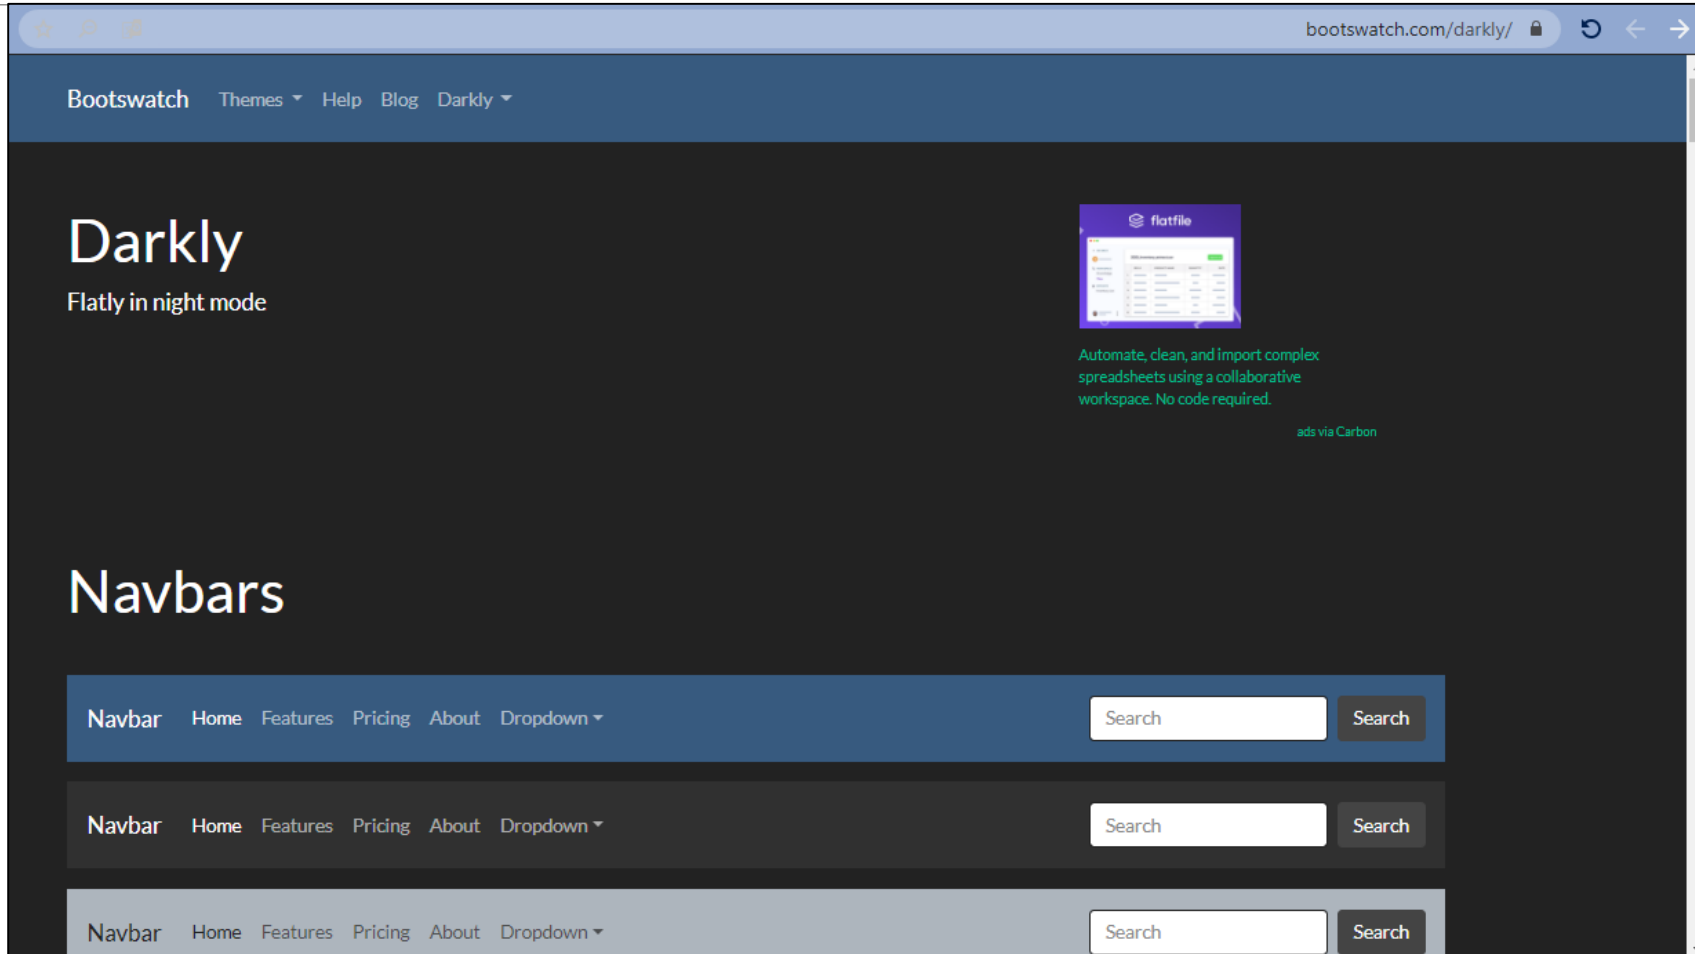 bootswatch.com/darkly/
Bootswatch Themes Help Blog Darkly
Darkly
Flatly in night mode
flatfile
Automate, clean, and import complex
spreadsheets using a collaborative
workspace. No code required.
ads via Carbon
Navbars
Navbar Home Features Pricing About Dropdown Search Search
Navbar Home Features Pricing About Dropdown Search Search
Navbar Home Features Pricing About Dropdown Search Search